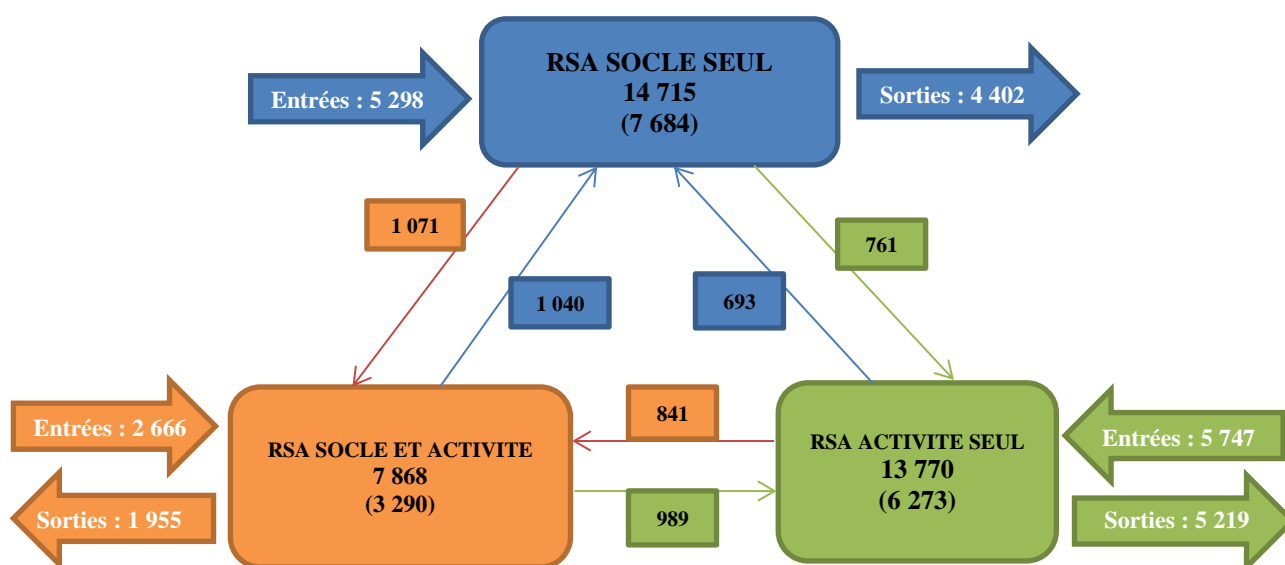 RSA SOCLE SEUL
14 715
(7 684)
Entrées : 5 298
Sorties : 4 402
1 071
761
1 040
693
Entrées : 2 666
Sorties : 1 955
RSA SOCLE ET ACTIVITE
7 868
(3 290)
841
989
RSA ACTIVITE SEUL
13 770
(6 273)
Entrées : 5 747
Sorties : 5 219